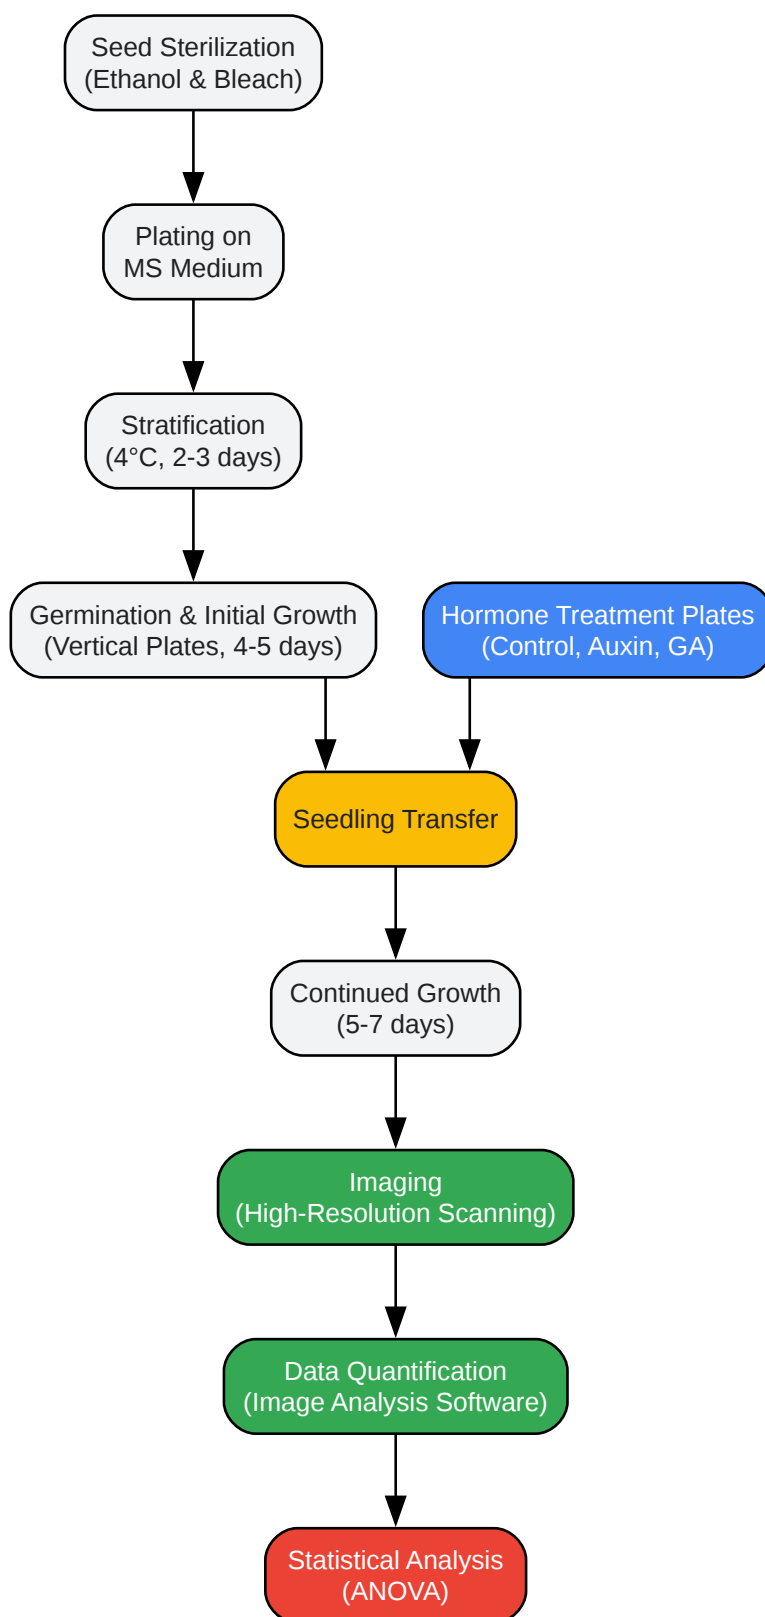 Seed Sterilization
(Ethanol & Bleach)
Plating on
MS Medium
Stratification
(4°C, 2-3 days)
Germination & Initial Growth
(Vertical Plates, 4-5 days)
Hormone Treatment Plates
(Control, Auxin, GA)
Seedling Transfer
Continued Growth
(5-7 days)
Imaging
(High-Resolution Scanning)
Data Quantification
(Image Analysis Software)
Statistical Analysis
(ANOVA)